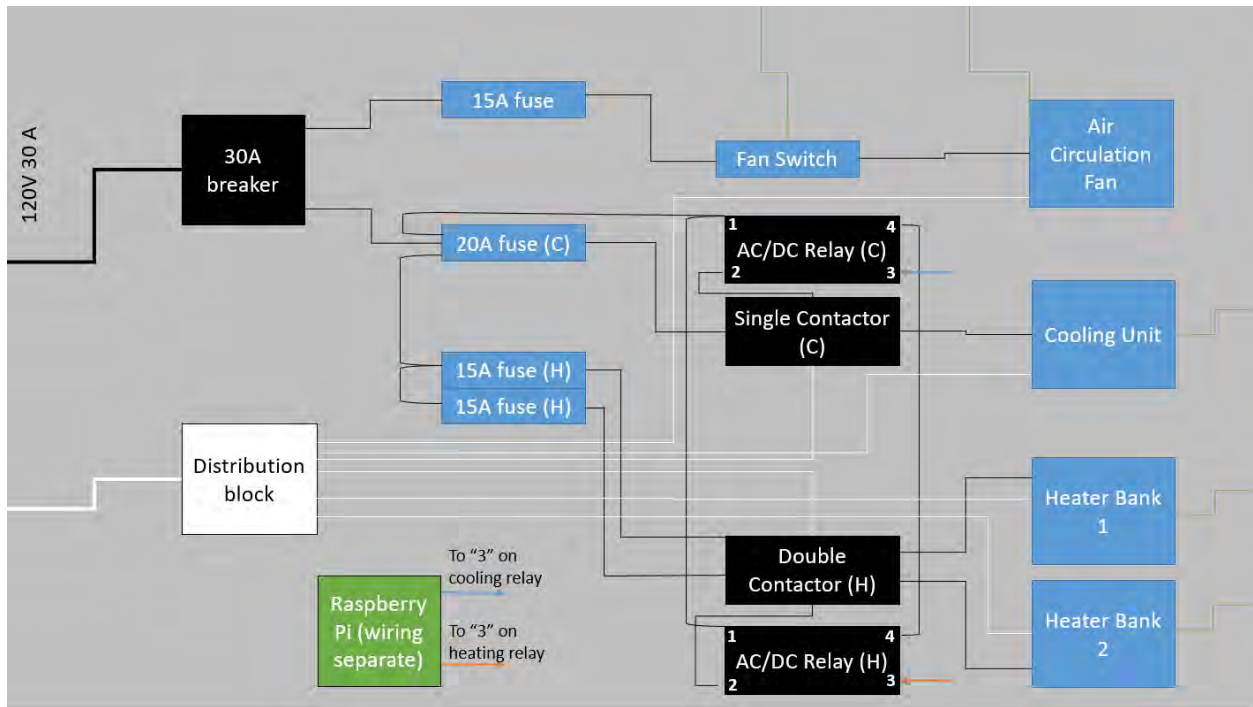 120V 30 A
30A
breaker
15A fuse
Fan Switch
Air
Circulation
Fan
20A fuse (C)
1
4
AC/DC Relay (C)
2
3
Single Contactor
(C)
Cooling Unit
15A fuse (H)
15A fuse (H)
Distribution
block
Heater Bank
1
Double
Contactor (H)
Heater Bank
2
Raspberry
Pi (wiring
separate)
To “3” on
cooling relay
To “3” on
heating relay
1
4
AC/DC Relay (H)
2
3